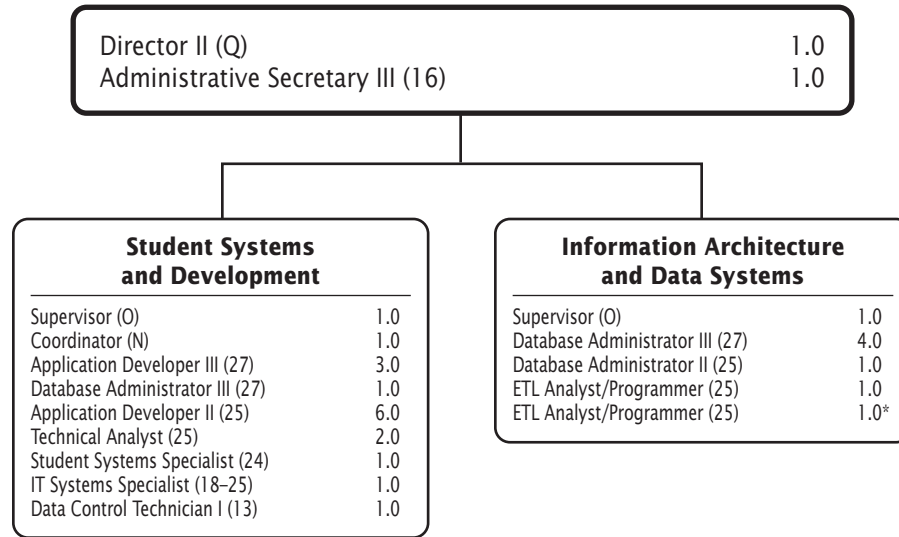 Director II (Q) 1.0
Administrative Secretary III (16) 1.0
Student Systems
and Development
Supervisor (O) 1.0
Coordinator (N) 1.0
Application Developer III (27) 3.0
Database Administrator III (27) 1.0
Application Developer II (25) 6.0
Technical Analyst (25) 2.0
Student Systems Specialist (24) 1.0
IT Systems Specialist (18–25) 1.0
Data Control Technician I (13) 1.0
Information Architecture
and Data Systems
Supervisor (O) 1.0
Database Administrator III (27) 4.0
Database Administrator II (25) 1.0
ETL Analyst/Programmer (25) 1.0
ETL Analyst/Programmer (25) 1.0*